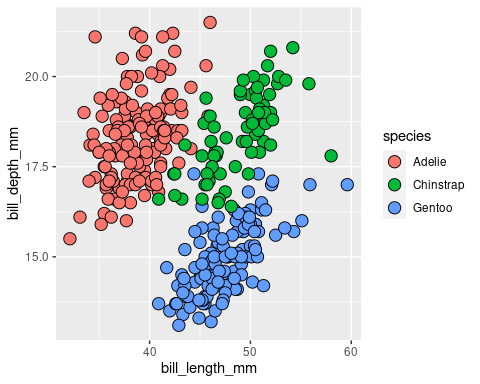 20.0
17.5
15.0
bill_depth_mm
40
50
60
bill_length_mm
species
Adelie
Chinstrap
Gentoo